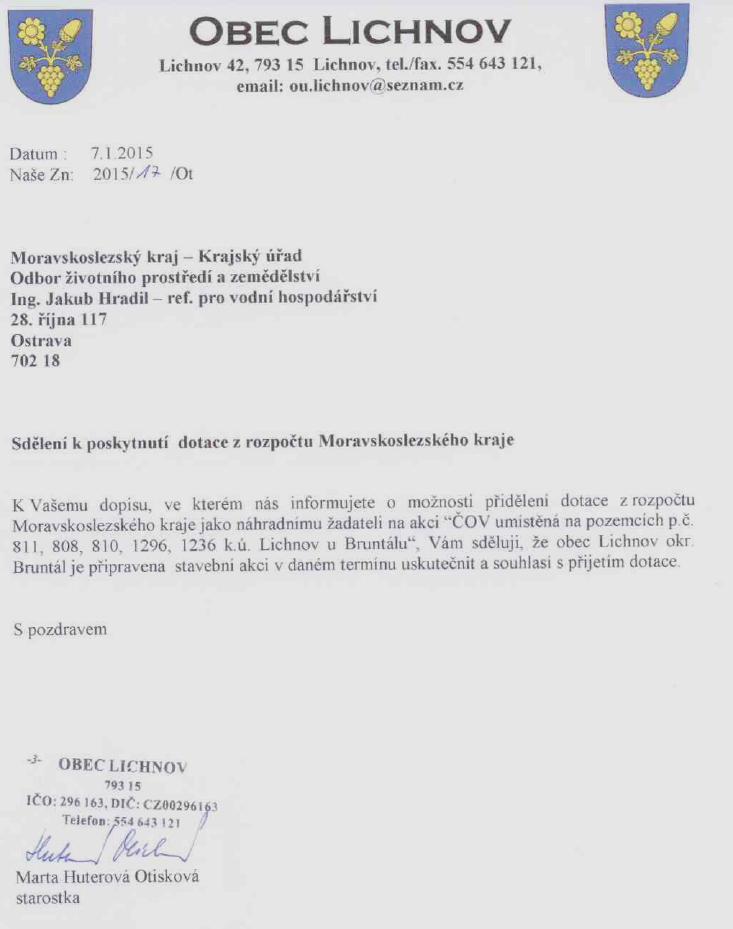 OBEC LICHNOV
Lichnov 42, 793 15 Lichnov, tel./fax. 554 643 121,
email: ou.lichnov@seznam.cz
Datum : 7.1.2015
Naše Zn: 2015/17 /Ot
Moravskoslezský kraj – Krajský úřad
Odbor životního prostředí a zemědělství
Ing. Jakub Hradil – ref. pro vodní hospodářství
28. října 117
Ostrava
702 18
Sdělení k poskytnutí dotace z rozpočtu Moravskoslezského kraje
K Vašemu dopisu, ve kterém nás informujete o možnosti přidělení dotace z rozpočtu
Moravskoslezského kraje jako náhradnímu žadateli na akci “ČOV umístěná na pozemcích p.č.
811, 808, 810, 1296, 1236 k.ú. Lichnov u Bruntálu“, Vám sděluji, že obec Lichnov okr.
Bruntál je připravena stavební akci v daném termínu uskutečnit a souhlasí s přijetím dotace.
S pozdravem
-3- OBEC LICHNOV
793 15
IČO: 296 163, DIČ: CZ00296163
Telefon: 554 643 121
Marta Huterová Otisková
starostka